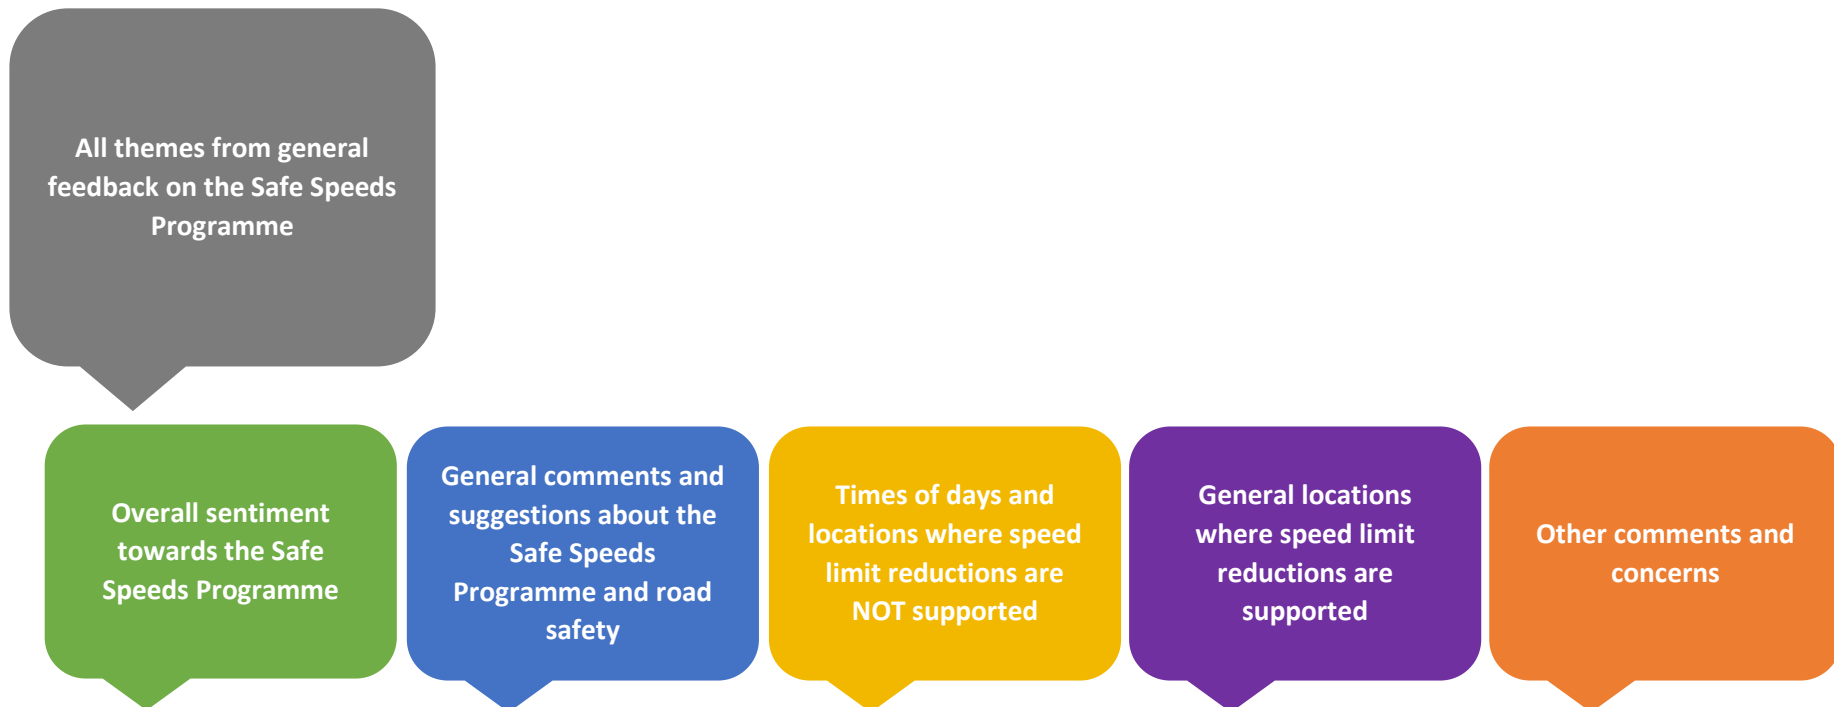 All themes from general
feedback on the Safe Speeds
Programme
Overall sentiment
towards the Safe
Speeds Programme
General comments and
suggestions about the
Safe Speeds
Programme and road
safety
Times of days and
locations where speed
limit reductions are
NOT supported
General locations
where speed limit
reductions are
supported
Other comments and
concerns